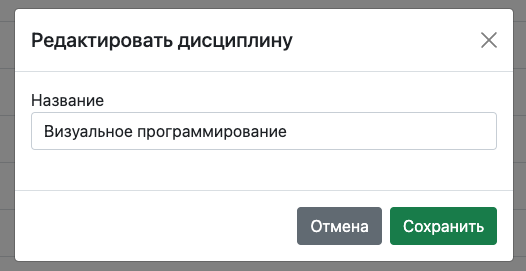 Редактировать дисциплину
Название
Визуальное программирование
Отмена
Сохранить